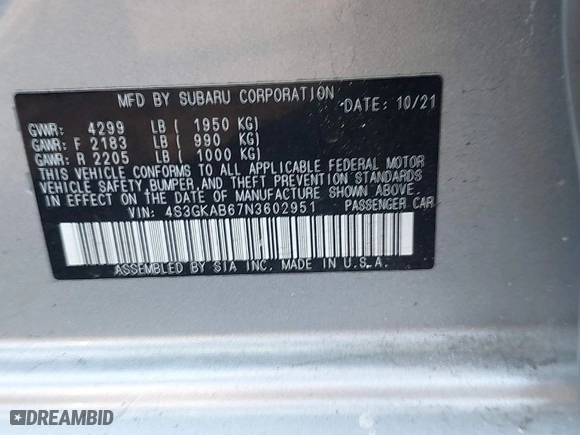 MFD BY SUBARU CORPORATION DATE: 10/21
GVWR: 4299 LB ( 1950 KG)
GAWR: F 2183 LB ( 990 KG)
GAWR: R 2205 LB ( 1000 KG)
THIS VEHICLE CONFORMS TO ALL APPLICABLE FEDERAL MOTOR
VEHICLE SAFETY, BUMPER, AND THEFT PREVENTION STANDARDS
IN EFFECT ON THE DATE OF MANUFACTURE SHOWN ABOVE.
VIN: 4S3GKAB67N3602951 PASSENGER CAR
ASSEMBLED BY SIA INC. MADE IN U.S.A.
DREAMBID